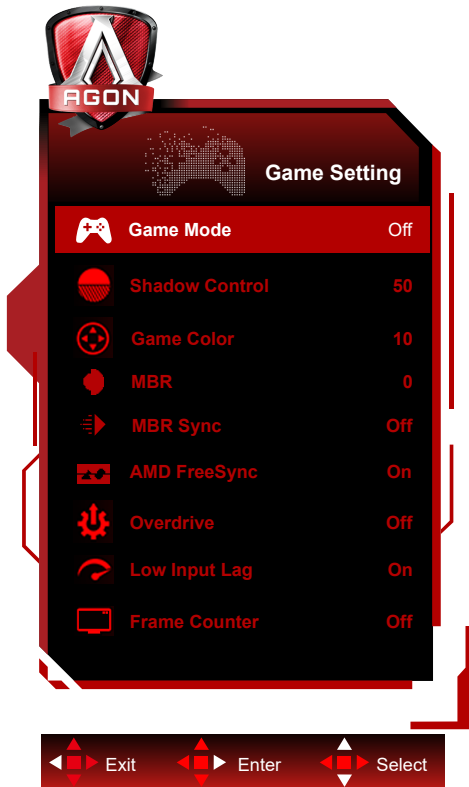 AGON
Game Setting
Game Mode Off
Shadow Control 50
Game Color 10
MBR 0
MBR Sync Off
AMD FreeSync On
Overdrive Off
Low Input Lag On
Frame Counter Off
Exit Enter Select